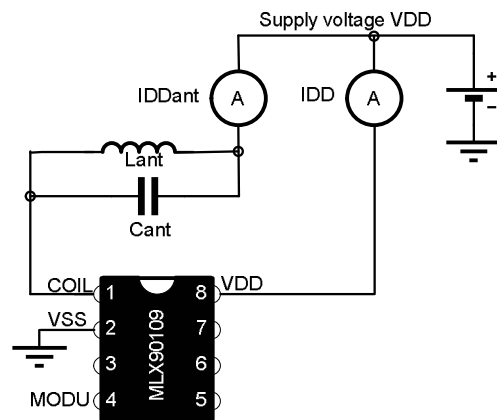 Supply voltage VDD
IDDant
A
IDD
A
+
-
Lant
Cant
COIL
1
8
VDD
VSS
2
7
3
6
MODU
4
5
MLX90109